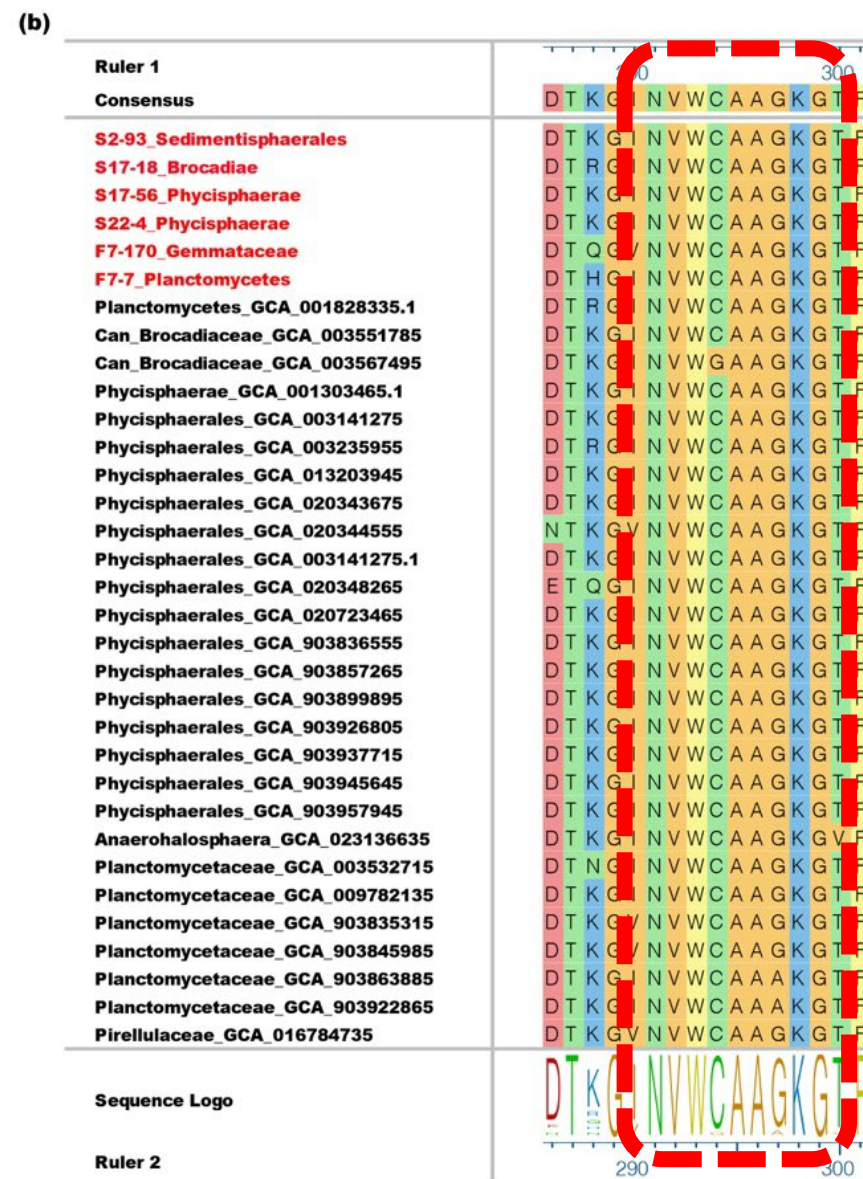 (b)
Ruler 1 300
Consensus D T K G I N V W C A A G K G T
S2-93_Sedimentisphaerales D T K G I N V W C A A G K G T
S17-18_Brocadiae D T R G I N V W C A A G K G T
S17-56_Phycisphaerae D T K G I N V W C A A G K G T
S22-4_Phycisphaerae D T K G I N V W C A A G K G T
F7-170_Gemmataceae D T Q G V N V W C A A G K G T
F7-7_Planctomycetes D T H G I N V W C A A G K G T
Planctomycetes_GCA_001828335.1 D T R G I N V W C A A G K G T
Can_Brocadiaceae_GCA_003551785 D T K G I N V W C A A G K G T
Can_Brocadiaceae_GCA_003567495 D T K G I N V W G A A G K G T
Phycisphaerae_GCA_001303465.1 D T K G I N V W C A A G K G T
Phycisphaerales_GCA_003141275 D T K G I N V W C A A G K G T
Phycisphaerales_GCA_003235955 D T R G I N V W C A A G K G T
Phycisphaerales_GCA_013203945 D T K G I N V W C A A G K G T
Phycisphaerales_GCA_020343675 D T K G I N V W C A A G K G T
Phycisphaerales_GCA_020344555 N T K G V N V W C A A G K G T
Phycisphaerales_GCA_003141275.1 D T K G I N V W C A A G K G T
Phycisphaerales_GCA_020348265 E T Q G I N V W C A A G K G T
Phycisphaerales_GCA_020723465 D T K G I N V W C A A G K G T
Phycisphaerales_GCA_903836555 D T K G I N V W C A A G K G T
Phycisphaerales_GCA_903857265 D T K G I N V W C A A G K G T
Phycisphaerales_GCA_903899895 D T K G I N V W C A A G K G T
Phycisphaerales_GCA_903926805 D T K G I N V W C A A G K G T
Phycisphaerales_GCA_903937715 D T K G I N V W C A A G K G T
Phycisphaerales_GCA_903945645 D T K G I N V W C A A G K G T
Phycisphaerales_GCA_903957945 D T K G I N V W C A A G K G T
Anaerohalosphaera_GCA_023136635 D T K G I N V W C A A G K G V
Planctomycetaceae_GCA_003532715 D T N G I N V W C A A G K G T
Planctomycetaceae_GCA_009782135 D T K G I N V W C A A G K G T
Planctomycetaceae_GCA_903835315 D T K G V N V W C A A G K G T
Planctomycetaceae_GCA_903845985 D T K G V N V W C A A G K G T
Planctomycetaceae_GCA_903863885 D T K G I N V W C A A A K G T
Planctomycetaceae_GCA_903922865 D T K G I N V W C A A A K G T
Pirellulaceae_GCA_016784735 D T K G V N V W C A A G K G T
Sequence Logo D T K G I N V W C A A G K G T
Ruler 2 290 300